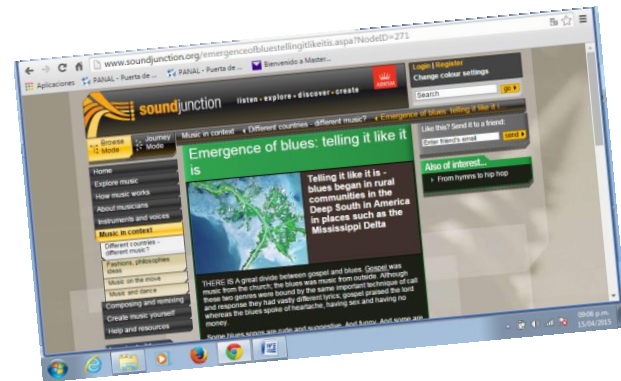 www.soundjunction.org/emergenceofbluestellingitlikeitis.aspa?NodeID=271
Aplicaciones
PANAL - Puerta de ...
PANAL - Puerta de ...
Bienvenido a Master...
soundjunction
listen - explore - discover - create
Login | Register
Change colour settings
Search
go
Browse Mode
Journey Mode
Music in context
Different countries - different music?
Emergence of blues: telling it like it i
Home
Explore music
How music works
About musicians
Instruments and voices
Music in context
Different countries -
different music?
Fashions, philosophies
ideas
Music on the move
Music and dance
Composing and remixing
Create music yourself
Help and resources
Emergence of blues: telling it like it
is
Telling it like it is -
blues began in rural
communities in the
Deep South in America
in places such as the
Mississippi Delta
THERE IS A great divide between gospel and blues. Gospel was
music from the church; the blues was music from outside. Although
these two genres were bound by the same important technique of call
and response they had vastly different lyrics; gospel praised the lord
whereas the blues spoke of heartache, having sex and having no
money.
Some blues songs are rude and suggestive. And funny. And some are
Like this? Send it to a friend:
Enter friend's email
send
Also of interest...
From hymns to hip hop
09:06 p.m.
15/04/2015